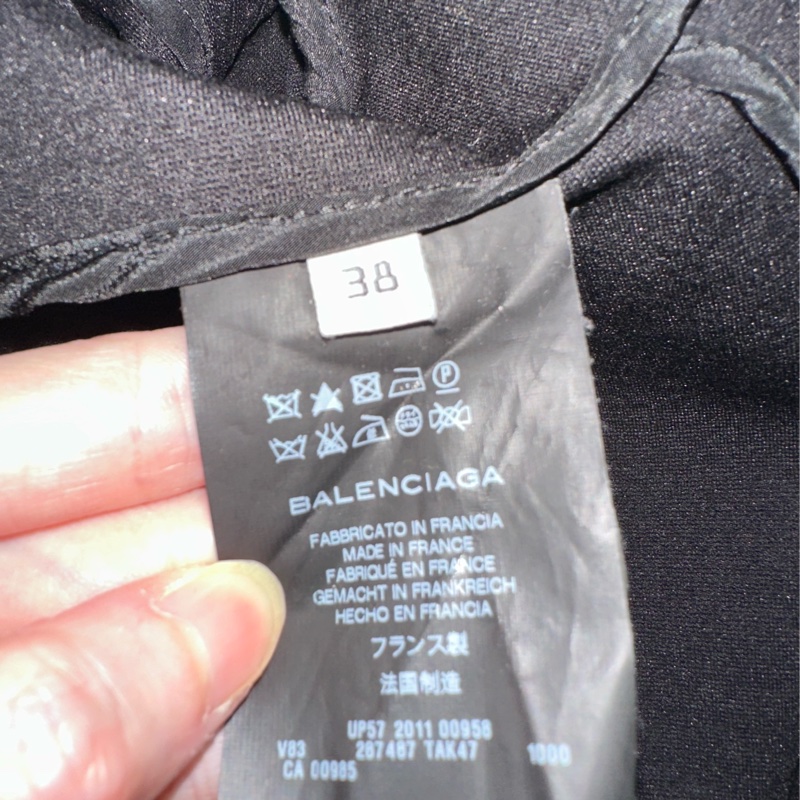 38
P
BALENCIAGA
FABBRICATO IN FRANCIA
MADE IN FRANCE
FABRIQUÉ EN FRANCE
GEMACHT IN FRANKREICH
HECHO EN FRANCIA
フランス製
法国制造
UP57 2011 00958
V83 287487 TAK47 1000
CA 00985